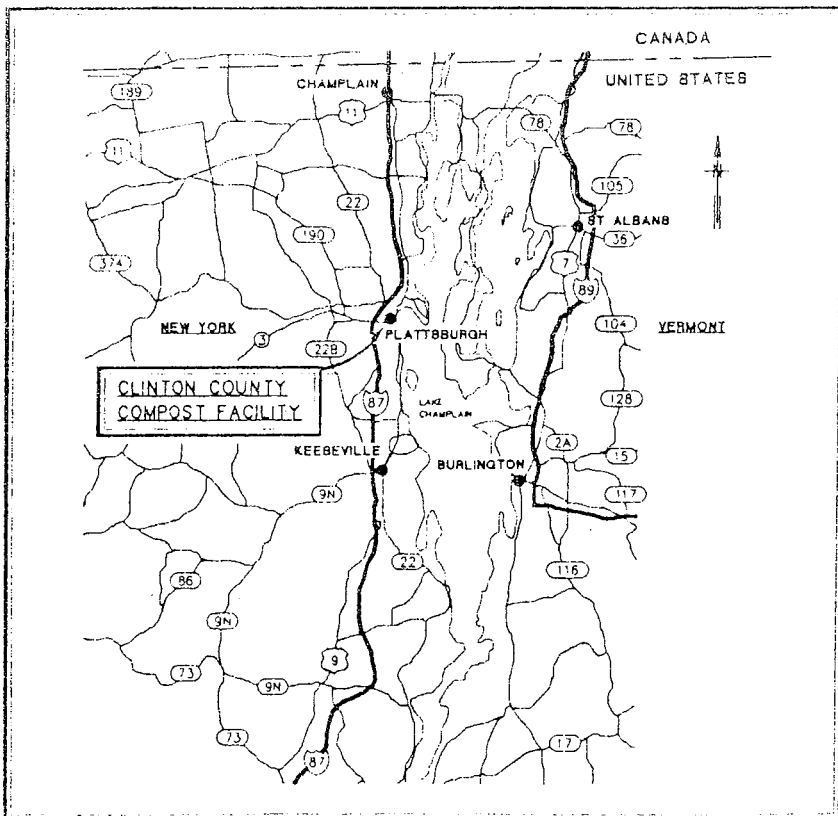 CANADA
UNITED STATES
CHAMPLAIN
189
11
11
78
78
105
22
ST ALBANS
190
36
374
7
89
NEW YORK
3
PLATTSBURGH
104
VERMONT
22B
CLINTON COUNTY
COMPOST FACILITY
87
LAKE
CHAMPLAIN
128
2A
KEESEVILLE
BURLINGTON
15
9N
117
22
116
86
9N
9
73
9N
73
17
87